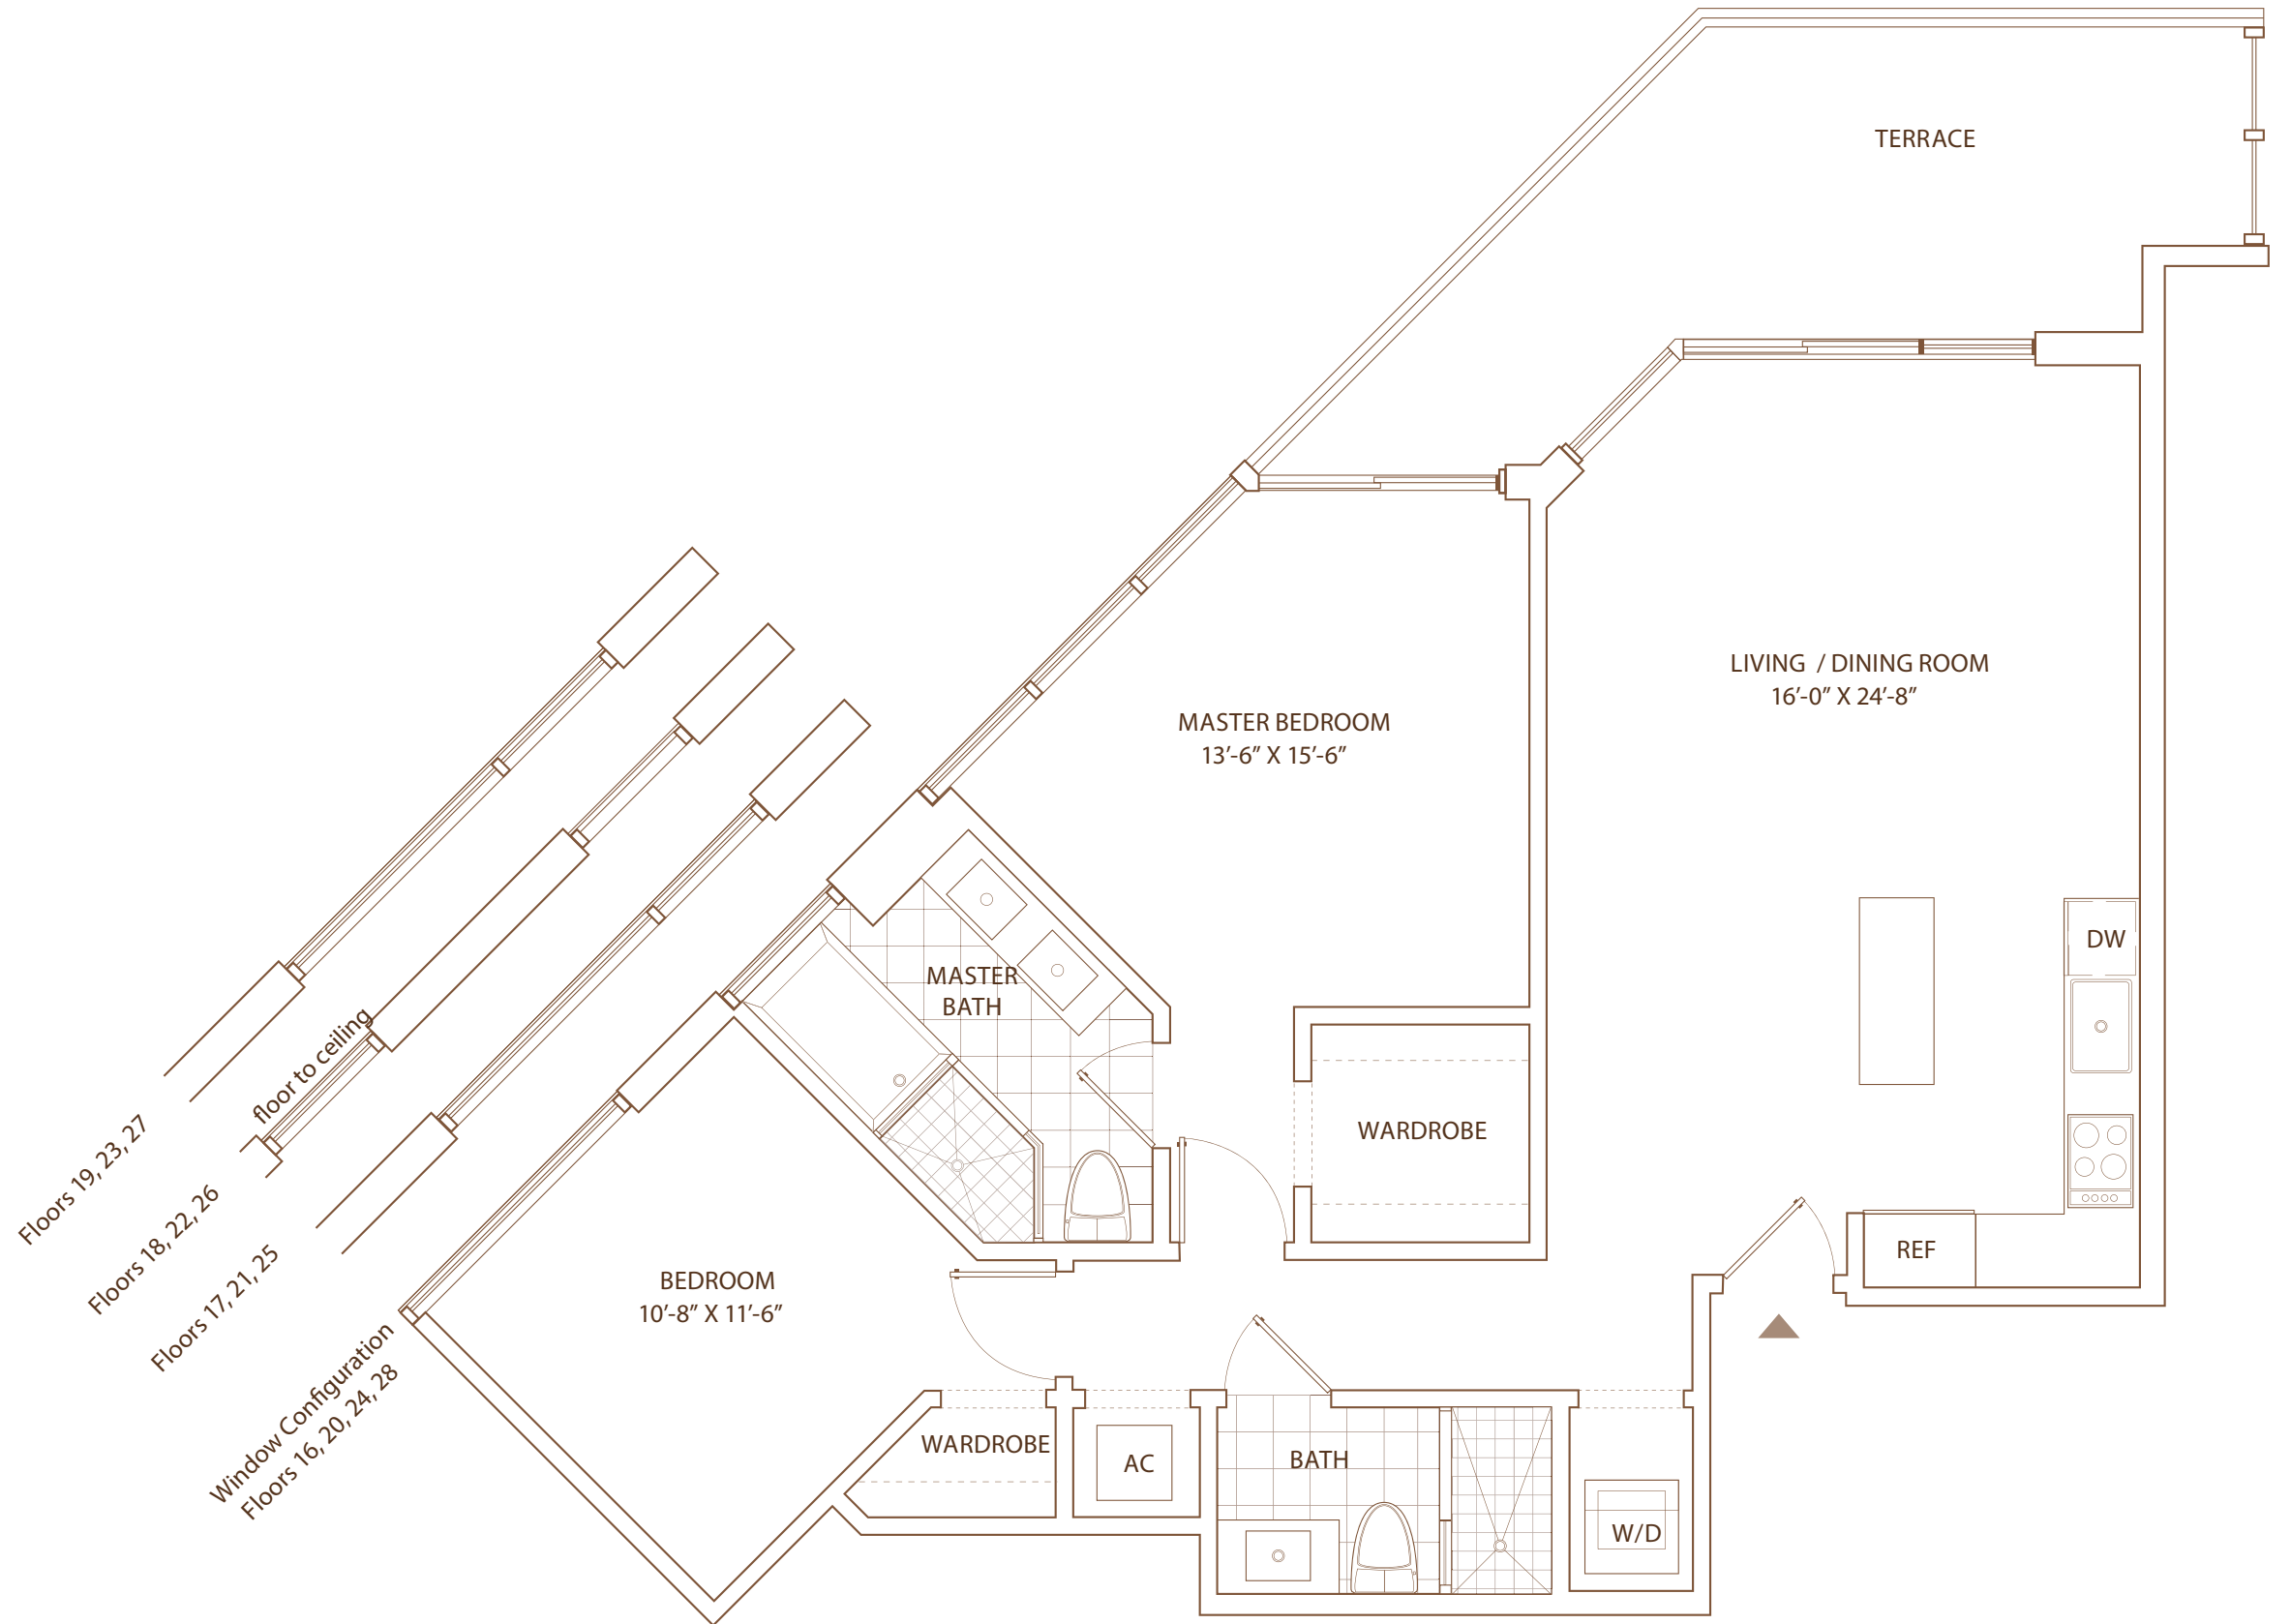 TERRACE
LIVING / DINING ROOM
16’-0” X 24’-8”
MASTER BEDROOM
13’-6” X 15’-6”
DW
MASTER
BATH
floor to ceiling
WARDROBE
Floors 19, 23, 27
Floors 18, 22, 26
Floors 17, 21, 25
REF
BEDROOM
10’-8” X 11’-6”
Window Configuration
Floors 16, 20, 24, 28
WARDROBE
AC
BATH
W/D